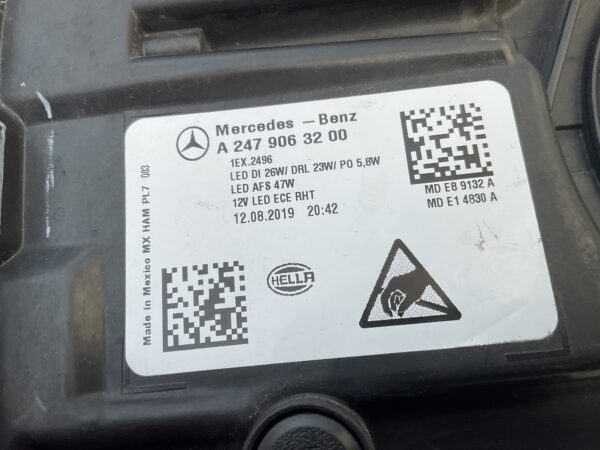 Mercedes – Benz
A 247 906 32 00
1EX.2496
LED DI 26W/ DRL 23W/ PO 5,8W
LED AFS 47W
12V LED ECE RHT
12.08.2019 20:42
MD E8 9132 A
MD E1 4830 A
HELLA
Made in Mexico MX HAM PL7 083